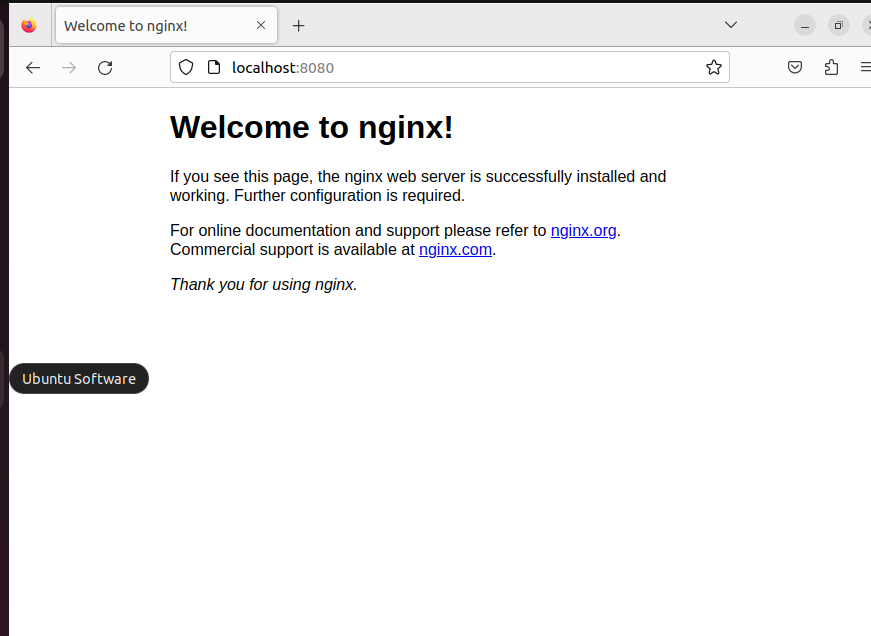 Welcome to nginx!
localhost:8080
Welcome to nginx!
If you see this page, the nginx web server is successfully installed and
working. Further configuration is required.
For online documentation and support please refer to nginx.org.
Commercial support is available at nginx.com.
Thank you for using nginx.
Ubuntu Software